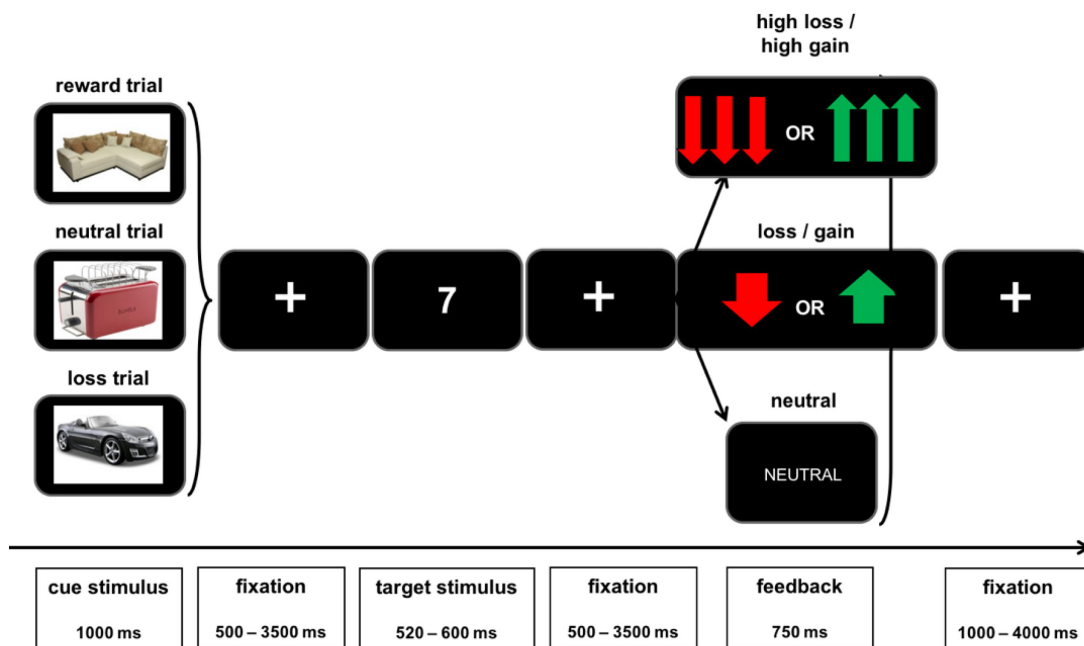 high loss /
high gain
reward trial
OR
neutral trial
loss / gain
7
OR
loss trial
neutral
NEUTRAL
cue stimulus
1000 ms
fixation
500 – 3500 ms
target stimulus
520 – 600 ms
fixation
500 – 3500 ms
feedback
750 ms
fixation
1000 – 4000 ms